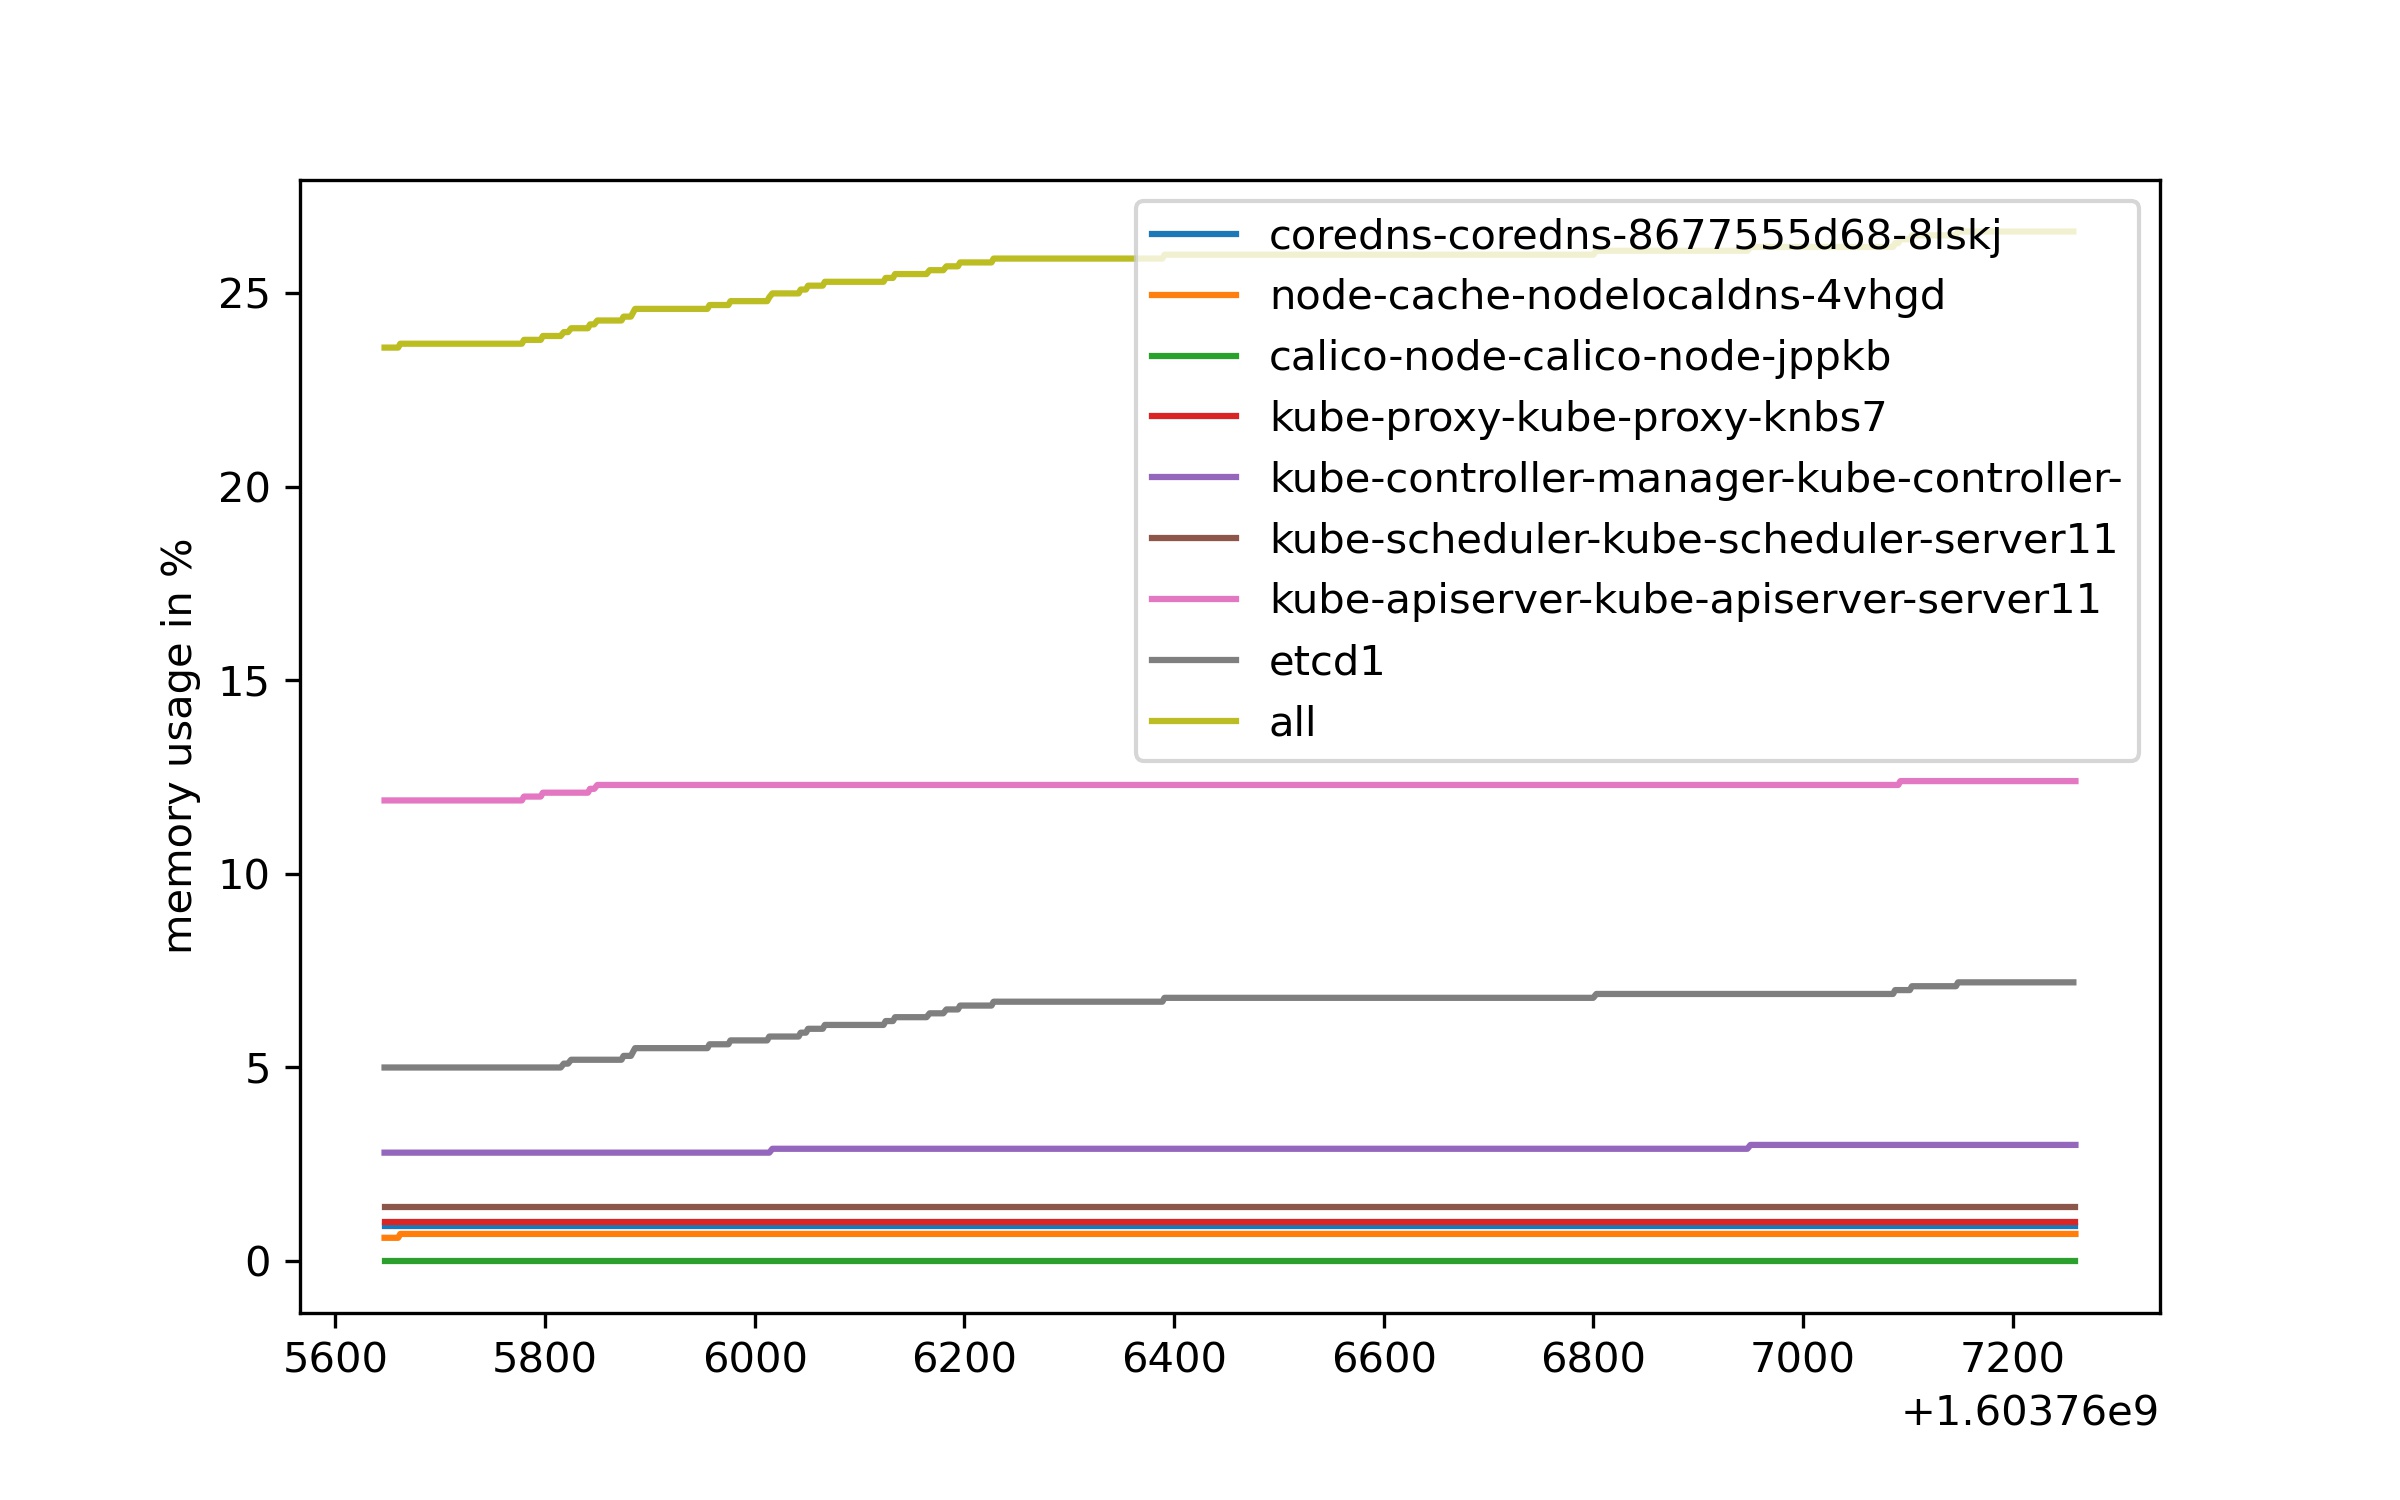 coredns-coredns-8677555d68-8lskj
node-cache-nodelocaldns-4vhgd
calico-node-calico-node-jppkb
kube-proxy-kube-proxy-knbs7
kube-controller-manager-kube-controller-
kube-scheduler-kube-scheduler-server11
kube-apiserver-kube-apiserver-server11
etcd1
all
memory usage in %
25
20
15
10
5
0
5600 5800 6000 6200 6400 6600 6800 7000 7200
+1.60376e9